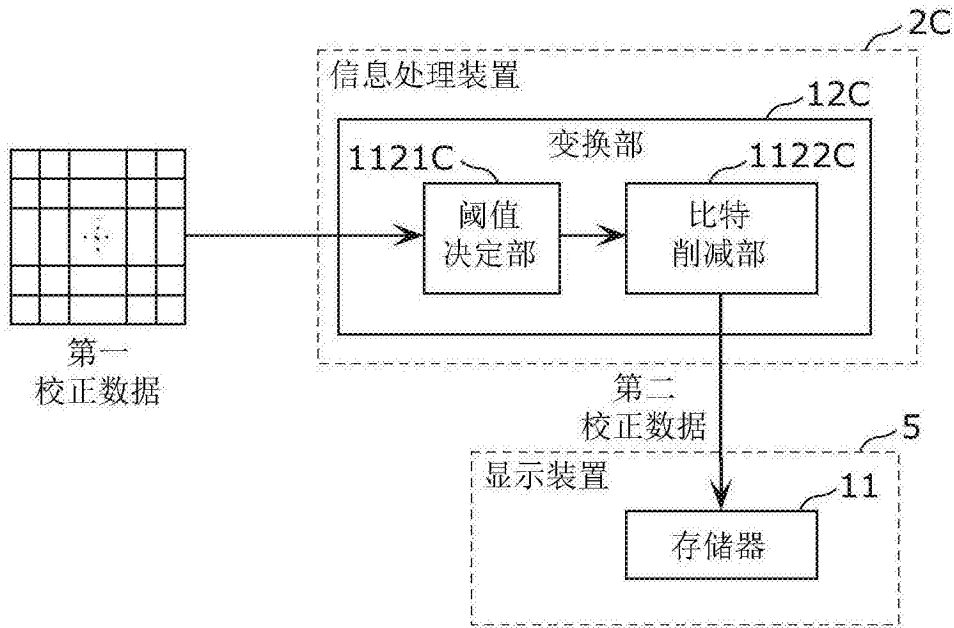 2C
信息处理装置
12C
变换部
1121C
1122C
阈值
决定部
比特
削减部
第一
校正数据
第二
校正数据
5
显示装置
11
存储器